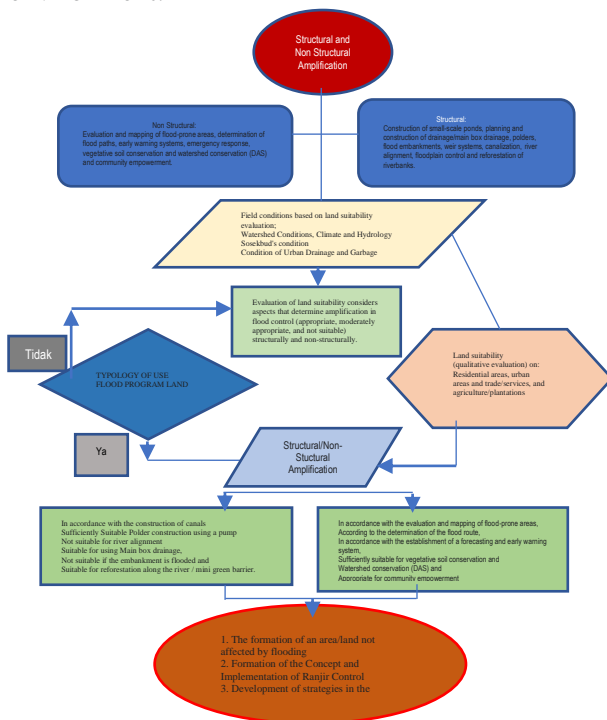 Structural and
Non Structural
Amplification
Non Structural:
Evaluation and mapping of flood-prone areas, determination of
flood paths, early warning systems, emergency response,
vegetative soil conservation and watershed conservation (DAS)
and community empowerment.
Structural:
Construction of small-scale ponds, planning and
construction of drainage/main box drainage, polders,
flood embankments, weir systems, canalization, river
alignment, floodplain control and reforestation of
riverbanks.
Field conditions based on land suitability
evaluation;
Watershed Conditions, Climate and Hydrology
Sosekbud's condition
Condition of Urban Drainage and Garbage
Evaluation of land suitability considers
aspects that determine amplification in
flood control (appropriate, moderately
appropriate, and not suitable)
structurally and non-structurally.
Tidak
TYPOLOGY OF USE
FLOOD PROGRAM LAND
Land suitability
(qualitative evaluation) on:
Residential areas, urban
areas and trade/services, and
agriculture/plantations
Ya
Structural/Non-
Stuctural
Amplification
In accordance with the construction of canals
Sufficiently Suitable Polder construction using a pump
Not suitable for river alignment
Suitable for using Main box drainage,
Not suitable if the embankment is flooded and
Suitable for reforestation along the river / mini green barrier.
In accordance with the evaluation and mapping of flood-prone areas,
According to the determination of the flood route,
In accordance with the establishment of a forecasting and early warning
system,
Sufficiently suitable for vegetative soil conservation and
Watershed conservation (DAS) and
Appropriate for community empowerment
1. The formation of an area/land not
affected by flooding
2. Formation of the Concept and
Implementation of Ranjir Control
3. Development of strategies in the